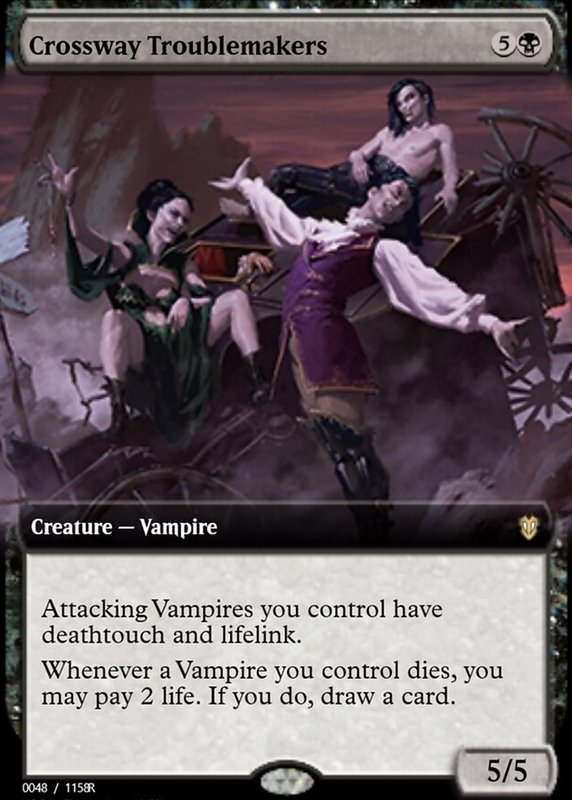 Crossway Troublemakers 5
Creature — Vampire
Attacking Vampires you control have
deathtouch and lifelink.
Whenever a Vampire you control dies, you
may pay 2 life. If you do, draw a card.
5/5
0048 / 1158R